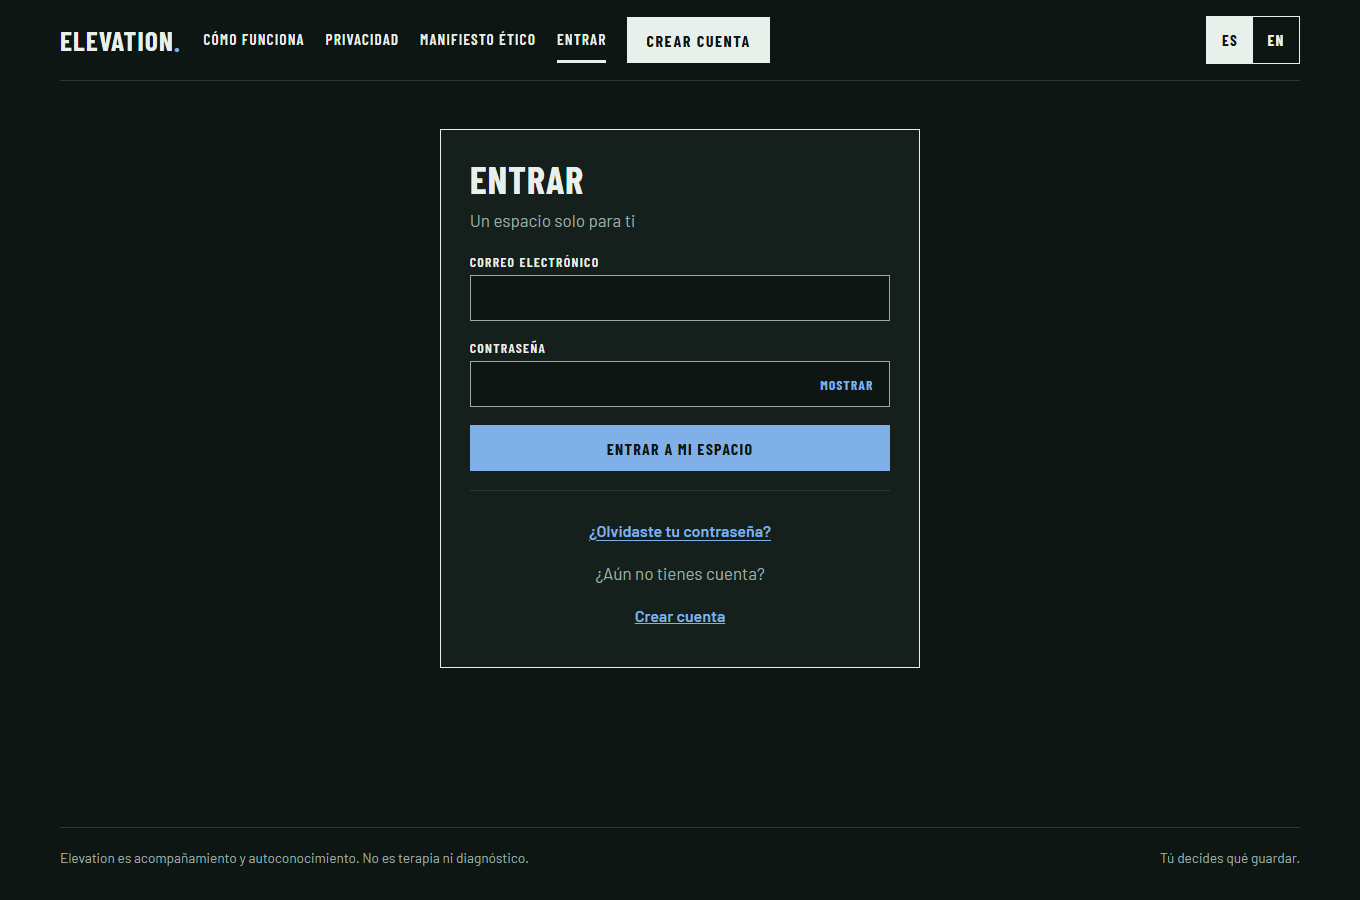 ELEVATION.
CÓMO FUNCIONA
PRIVACIDAD
MANIFIESTO ÉTICO
ENTRAR
CREAR CUENTA
ES
EN
ENTRAR
Un espacio solo para ti
CORREO ELECTRÓNICO
CONTRASEÑA
MOSTRAR
ENTRAR A MI ESPACIO
¿Olvidaste tu contraseña?
¿Aún no tienes cuenta?
Crear cuenta
Elevation es acompañamiento y autoconocimiento. No es terapia ni diagnóstico.
Tú decides qué guardar.